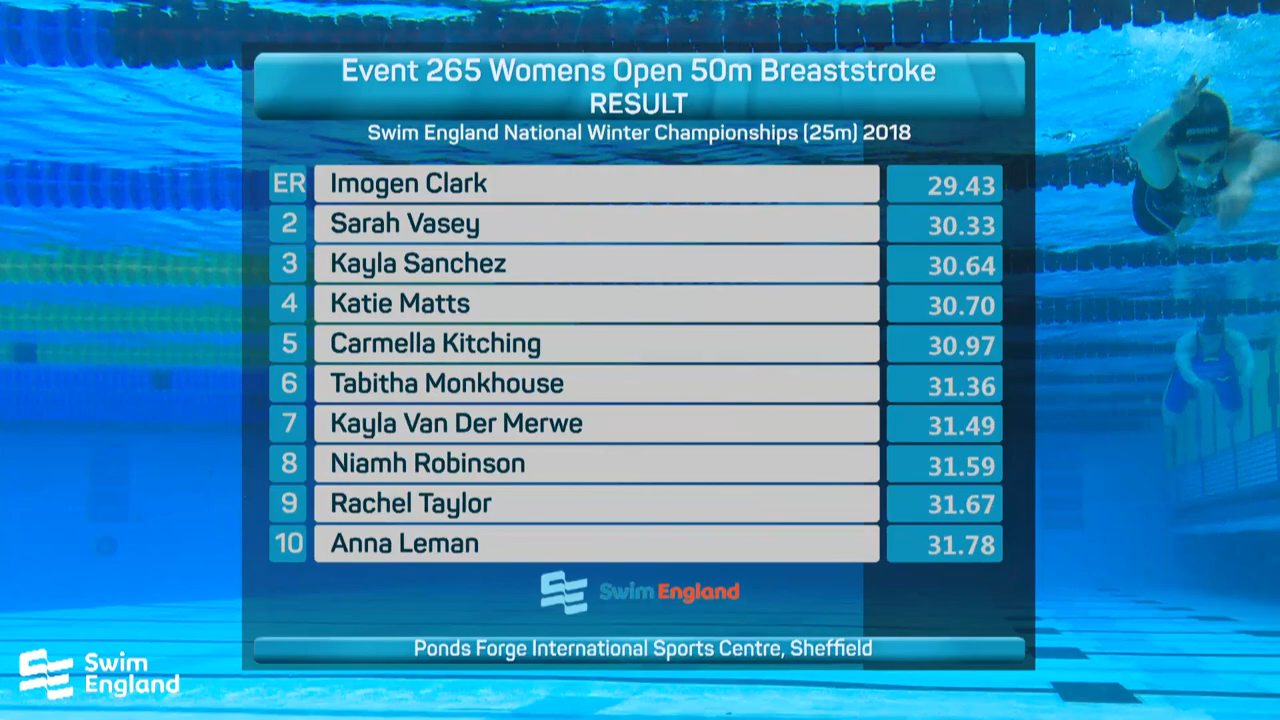 Event 265 Womens Open 50m Breaststroke
RESULT
Swim England National Winter Championships (25m) 2018
ER Imogen Clark 29.43
2 Sarah Vasey 30.33
3 Kayla Sanchez 30.64
4 Katie Matts 30.70
5 Carmella Kitching 30.97
6 Tabitha Monkhouse 31.36
7 Kayla Van Der Merwe 31.49
8 Niamh Robinson 31.59
9 Rachel Taylor 31.67
10 Anna Leman 31.78
Swim England
Ponds Forge International Sports Centre, Sheffield
Swim
England